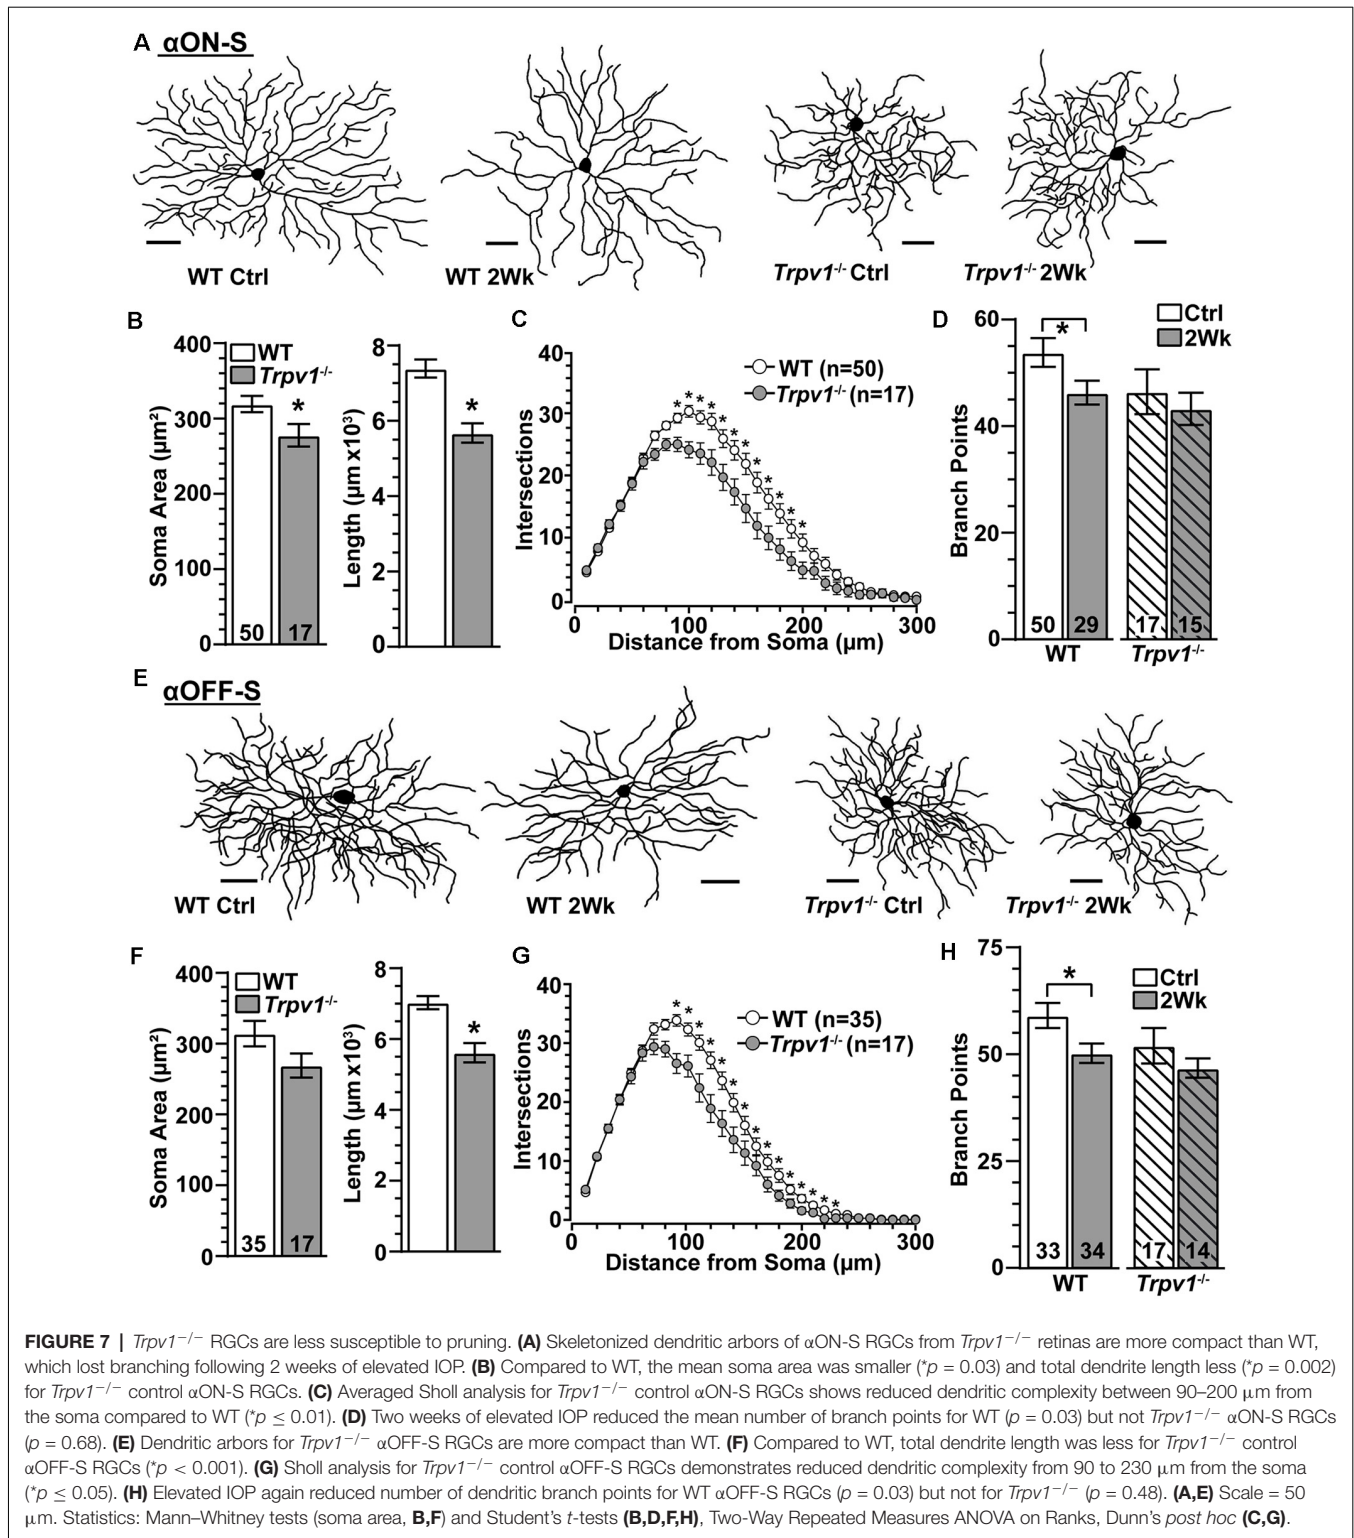 A αON-S
WT Ctrl
WT 2Wk
Trpv1-/- Ctrl
Trpv1-/- 2Wk
B
400
300
200
100
0
Soma Area (µm²)
WT
Trpv1-/-
*
50
17
8
6
4
2
0
Length (µm x10³)
*
C
40
30
20
10
0
Intersections
WT (n=50)
Trpv1-/- (n=17)
* * * * * * * * * * * *
0
100
200
300
Distance from Soma (µm)
D
60
40
20
0
Branch Points
Ctrl
2Wk
*
50
29
17
15
WT
Trpv1-/-
E αOFF-S
WT Ctrl
WT 2Wk
Trpv1-/- Ctrl
Trpv1-/- 2Wk
F
400
300
200
100
0
Soma Area (µm²)
WT
Trpv1-/-
35
17
8
6
4
2
0
Length (µm x10³)
*
G
40
30
20
10
0
Intersections
WT (n=35)
Trpv1-/- (n=17)
* * * * * * * * * * * * * * *
0
100
200
300
Distance from Soma (µm)
H
75
50
25
0
Branch Points
Ctrl
2Wk
*
33
34
17
14
WT
Trpv1-/-
FIGURE 7 | Trpv1−/− RGCs are less susceptible to pruning. (A) Skeletonized dendritic arbors of αON-S RGCs from Trpv1−/− retinas are more compact than WT,
which lost branching following 2 weeks of elevated IOP. (B) Compared to WT, the mean soma area was smaller (*p = 0.03) and total dendrite length less (*p = 0.002)
for Trpv1−/− control αON-S RGCs. (C) Averaged Sholl analysis for Trpv1−/− control αON-S RGCs shows reduced dendritic complexity between 90–200 µm from
the soma compared to WT (*p ≤ 0.01). (D) Two weeks of elevated IOP reduced the mean number of branch points for WT (p = 0.03) but not Trpv1−/− αON-S RGCs
(p = 0.68). (E) Dendritic arbors for Trpv1−/− αOFF-S RGCs are more compact than WT. (F) Compared to WT, total dendrite length was less for Trpv1−/− control
αOFF-S RGCs (*p < 0.001). (G) Sholl analysis for Trpv1−/− control αOFF-S RGCs demonstrates reduced dendritic complexity from 90 to 230 µm from the soma
(*p ≤ 0.05). (H) Elevated IOP again reduced number of dendritic branch points for WT αOFF-S RGCs (p = 0.03) but not for Trpv1−/− (p = 0.48). (A,E) Scale = 50
µm. Statistics: Mann–Whitney tests (soma area, B,F) and Student's t-tests (B,D,F,H), Two-Way Repeated Measures ANOVA on Ranks, Dunn's post hoc (C,G).